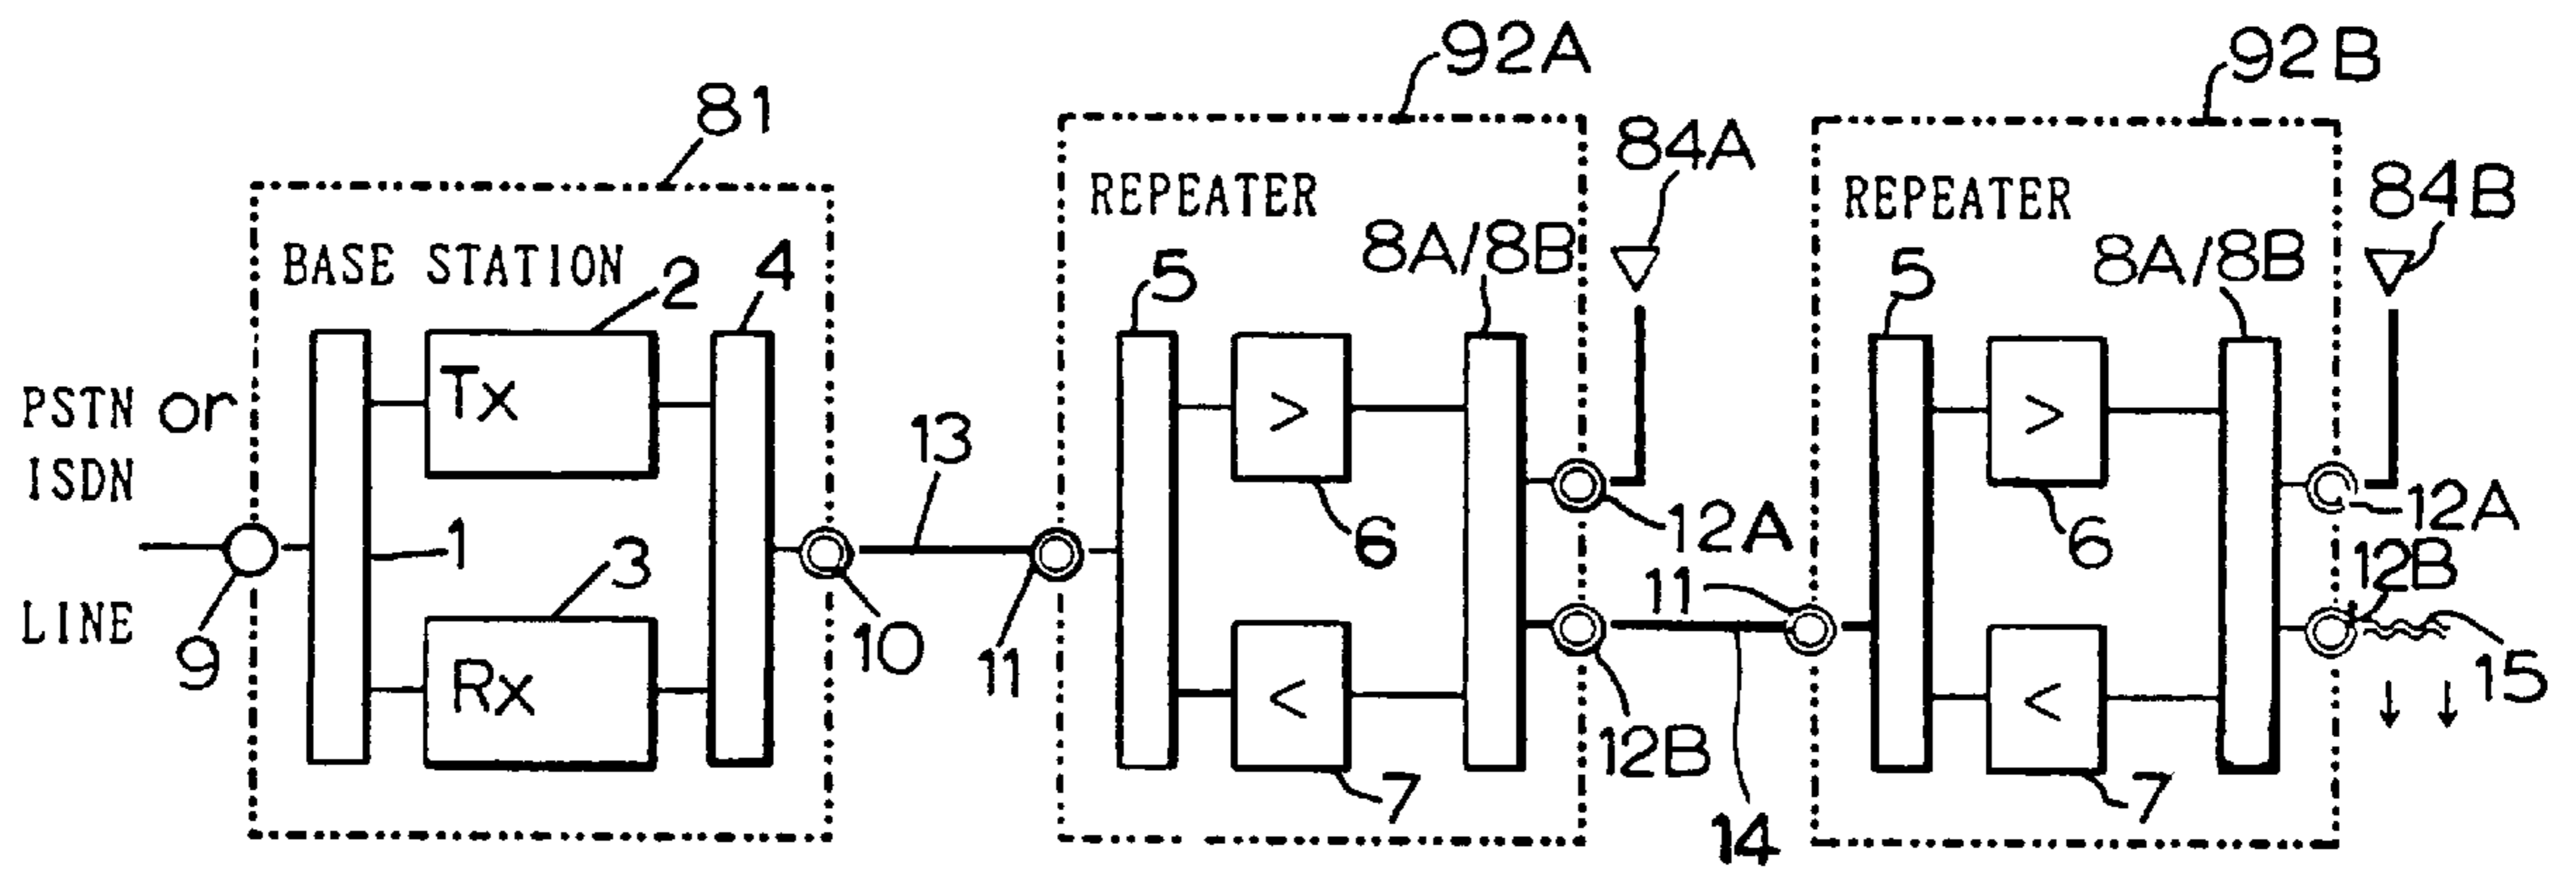 92A
92B
81
84A
84B
REPEATER
REPEATER
8A/8B
8A/8B
BASE STATION
2
4
5
5
PSTN or
ISDN
LINE
Tx
>
>
13
12A
12A
1
6
6
3
11
12B
9
10
11
15
Rx
<
<
12B
7
7
14
↓ ↓